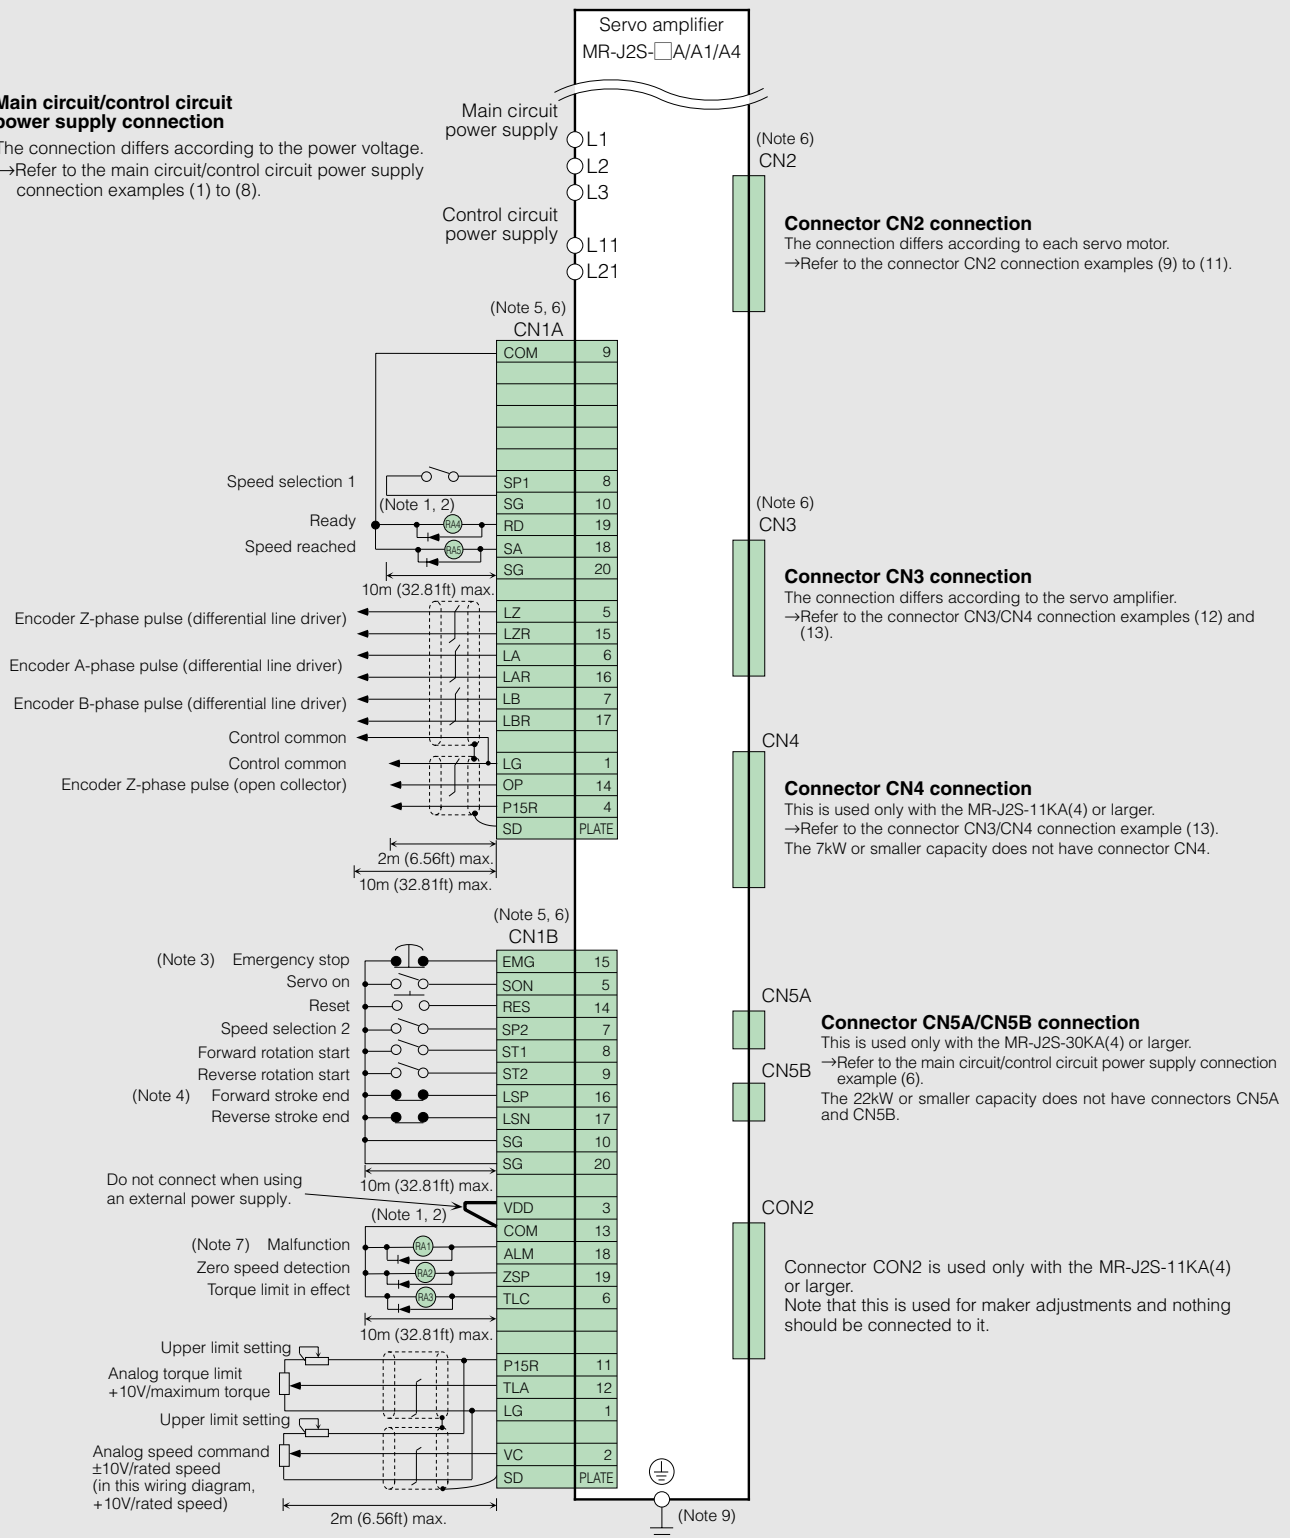 Servo amplifier
MR-J2S-□A/A1/A4
Main circuit/control circuit
power supply connection
The connection differs according to the power voltage.
→Refer to the main circuit/control circuit power supply
connection examples (1) to (8).
Main circuit
power supply
L1
L2
L3
Control circuit
power supply
L11
L21
(Note 6)
CN2
Connector CN2 connection
The connection differs according to each servo motor.
→Refer to the connector CN2 connection examples (9) to (11).
(Note 5, 6)
CN1A
COM 9
Speed selection 1 SP1 8
(Note 1, 2) SG 10
Ready RA4 RD 19
Speed reached RA5 SA 18
SG 20
10m (32.81ft) max.
Encoder Z-phase pulse (differential line driver) LZ 5
LZR 15
Encoder A-phase pulse (differential line driver) LA 6
LAR 16
Encoder B-phase pulse (differential line driver) LB 7
LBR 17
Control common
Control common LG 1
Encoder Z-phase pulse (open collector) OP 14
P15R 4
SD PLATE
2m (6.56ft) max.
10m (32.81ft) max.
(Note 6)
CN3
Connector CN3 connection
The connection differs according to the servo amplifier.
→Refer to the connector CN3/CN4 connection examples (12) and
(13).
CN4
Connector CN4 connection
This is used only with the MR-J2S-11KA(4) or larger.
→Refer to the connector CN3/CN4 connection example (13).
The 7kW or smaller capacity does not have connector CN4.
(Note 5, 6)
CN1B
(Note 3) Emergency stop EMG 15
Servo on SON 5
Reset RES 14
Speed selection 2 SP2 7
Forward rotation start ST1 8
Reverse rotation start ST2 9
(Note 4) Forward stroke end LSP 16
Reverse stroke end LSN 17
SG 10
SG 20
10m (32.81ft) max.
Do not connect when using
an external power supply.
VDD 3
(Note 1, 2) COM 13
(Note 7) Malfunction RA1 ALM 18
Zero speed detection RA2 ZSP 19
Torque limit in effect RA3 TLC 6
10m (32.81ft) max.
Upper limit setting P15R 11
Analog torque limit
+10V/maximum torque TLA 12
LG 1
Upper limit setting
Analog speed command VC 2
±10V/rated speed
(in this wiring diagram,
+10V/rated speed)
SD PLATE
2m (6.56ft) max.
CN5A
CN5B
Connector CN5A/CN5B connection
This is used only with the MR-J2S-30KA(4) or larger.
→Refer to the main circuit/control circuit power supply connection
example (6).
The 22kW or smaller capacity does not have connectors CN5A
and CN5B.
CON2
Connector CON2 is used only with the MR-J2S-11KA(4)
or larger.
Note that this is used for maker adjustments and nothing
should be connected to it.
(Note 9)